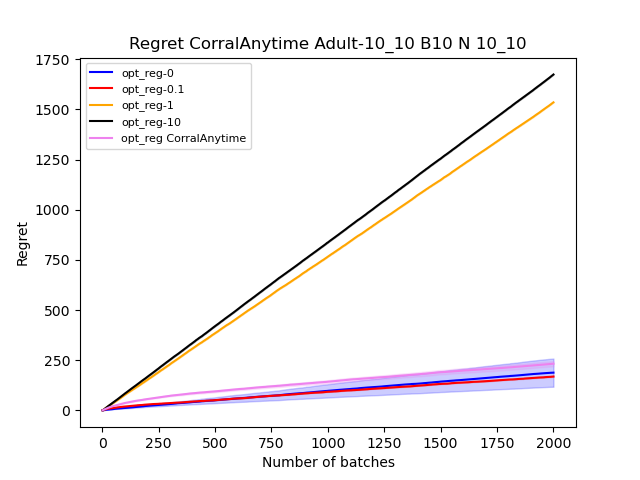 Regret CorralAnytime Adult-10_10 B10 N 10_10
1750
1500
1250
1000
750
500
250
0
Regret
opt_reg-0
opt_reg-0.1
opt_reg-1
opt_reg-10
opt_reg CorralAnytime
0 250 500 750 1000 1250 1500 1750 2000
Number of batches